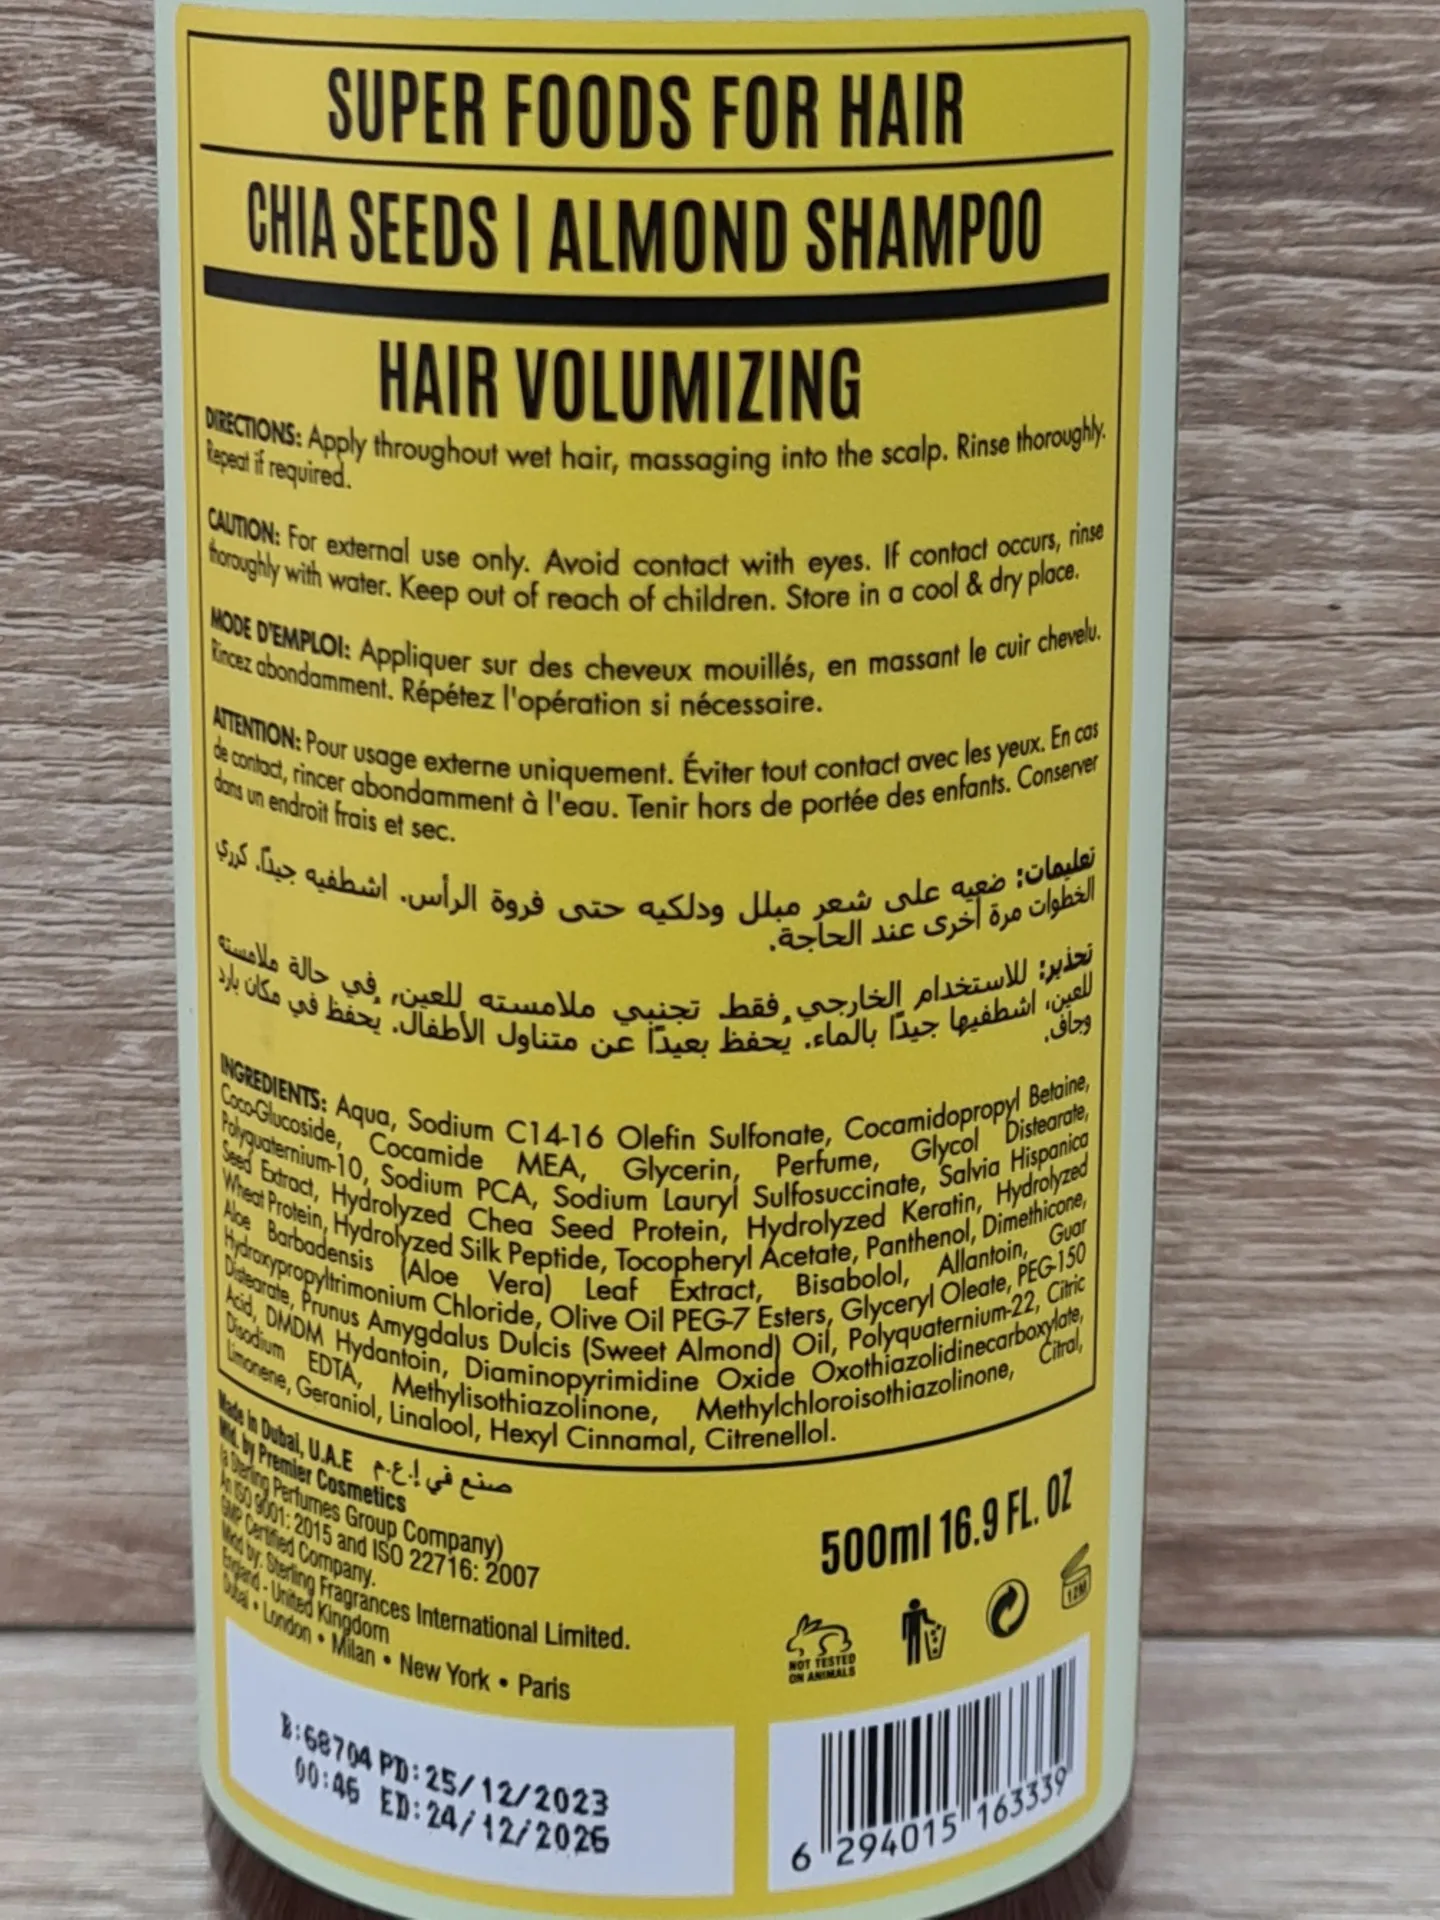 SUPER FOODS FOR HAIR
CHIA SEEDS | ALMOND SHAMPOO
HAIR VOLUMIZING
DIRECTIONS: Apply throughout wet hair, massaging into the scalp. Rinse thoroughly.
Repeat if required.
CAUTION: For external use only. Avoid contact with eyes. If contact occurs, rinse
thoroughly with water. Keep out of reach of children. Store in a cool & dry place.
MODE D'EMPLOI: Appliquer sur des cheveux mouillés, en massant le cuir chevelu.
Rincez abondamment. Répétez l'opération si nécessaire.
ATTENTION: Pour usage externe uniquement. Éviter tout contact avec les yeux. En cas
de contact, rincer abondamment à l'eau. Tenir hors de portée des enfants. Conserver
dans un endroit frais et sec.
تعليمات: ضعيه على شعر مبلل ودلكيه حتى فروة الرأس. اشطفيه جيدًا. كرري
الخطوات مرة أخرى عند الحاجة.
تحذير: للاستخدام الخارجي فقط. تجنبي ملامسته للعين, في حالة ملامسته
للعين، اشطفيها جيدًا بالماء. يحفظ بعيدًا عن متناول الأطفال. يحفظ في مكان بارد
وجاف.
INGREDIENTS: Aqua, Sodium C14-16 Olefin Sulfonate, Cocamidopropyl Betaine,
Coco-Glucoside, Cocamide MEA, Glycerin, Perfume, Glycol Distearate,
Polyquaternium-10, Sodium PCA, Sodium Lauryl Sulfosuccinate, Salvia Hispanica
Seed Extract, Hydrolyzed Chea Seed Protein, Hydrolyzed Keratin, Hydrolyzed
Wheat Protein, Hydrolyzed Silk Peptide, Tocopheryl Acetate, Panthenol, Dimethicone,
Aloe Barbadensis (Aloe Vera) Leaf Extract, Bisabolol, Allantoin, Guar
Hydroxypropyltrimonium Chloride, Olive Oil PEG-7 Esters, Glyceryl Oleate, PEG-150
Distearate, Prunus Amygdalus Dulcis (Sweet Almond) Oil, Polyquaternium-22, Citric
Acid, DMDM Hydantoin, Diaminopyrimidine Oxide Oxothiazolidinecarboxylate,
Disodium EDTA, Methylisothiazolinone, Methylchloroisothiazolinone, Citral,
Limonene, Geraniol, Linalool, Hexyl Cinnamal, Citrenellol.
Made in Dubai, U.A.E صنع في إ.ع.م
Mfd. by Premier Cosmetics
(a Sterling Perfumes Group Company)
An ISO 9001: 2015 and ISO 22716: 2007
GMP Certified Company.
Mktd by: Sterling Fragrances International Limited.
England - United Kingdom
Dubai • London • Milan • New York • Paris
500ml 16.9 FL. OZ
12M
NOT TESTED
ON ANIMALS
B:68704 PD:25/12/2023
00:46 ED:24/12/2026
6 294015 163339